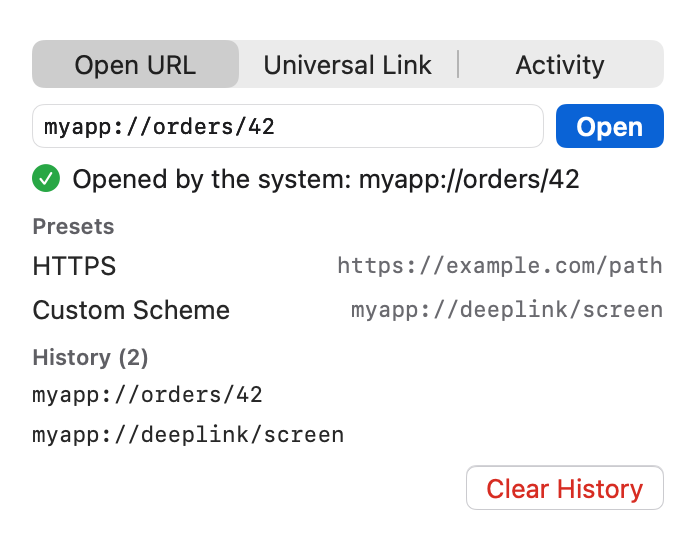 Open URL Universal Link Activity
myapp://orders/42 Open
Opened by the system: myapp://orders/42
Presets
HTTPS https://example.com/path
Custom Scheme myapp://deeplink/screen
History (2)
myapp://orders/42
myapp://deeplink/screen
Clear History